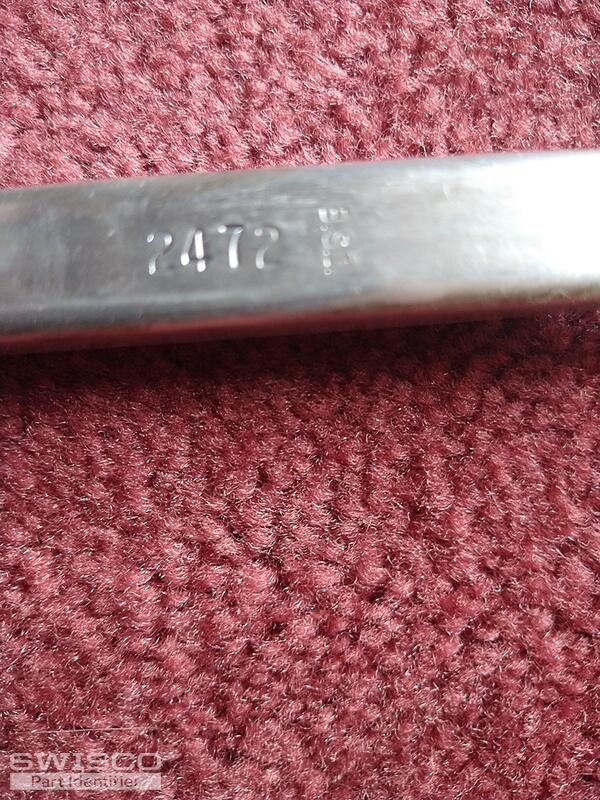 2472
B.S.I.
SWISCO
Part Identifier